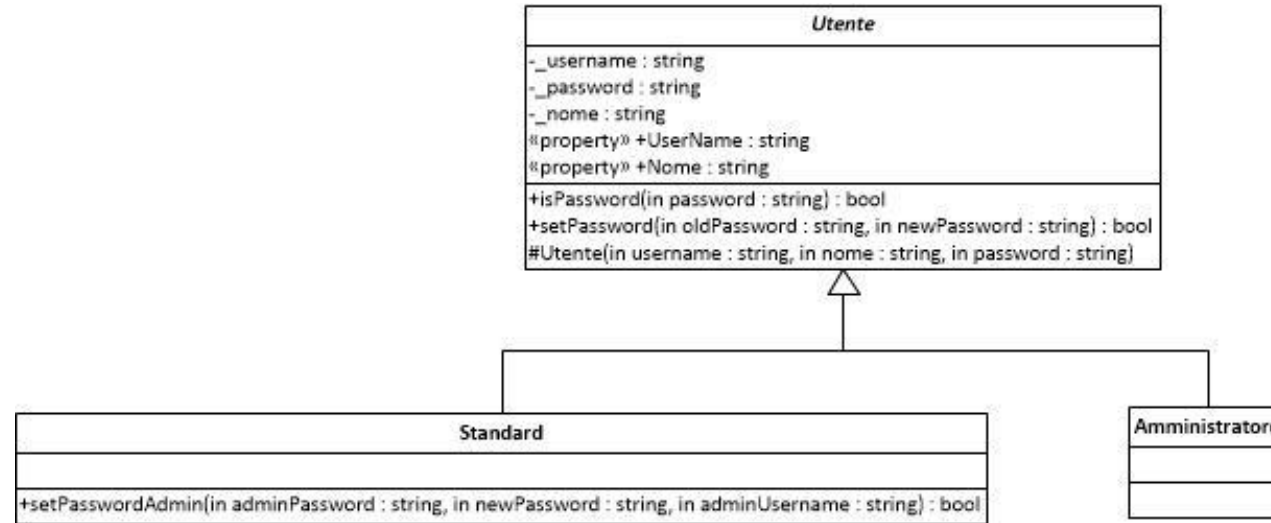 Utente
-_username : string
-_password : string
-_nome : string
«property» +UserName : string
«property» +Nome : string
+isPassword(in password : string) : bool
+setPassword(in oldPassword : string, in newPassword : string) : bool
#Utente(in username : string, in nome : string, in password : string)
Standard
+setPasswordAdmin(in adminPassword : string, in newPassword : string, in adminUsername : string) : bool
Amministratore